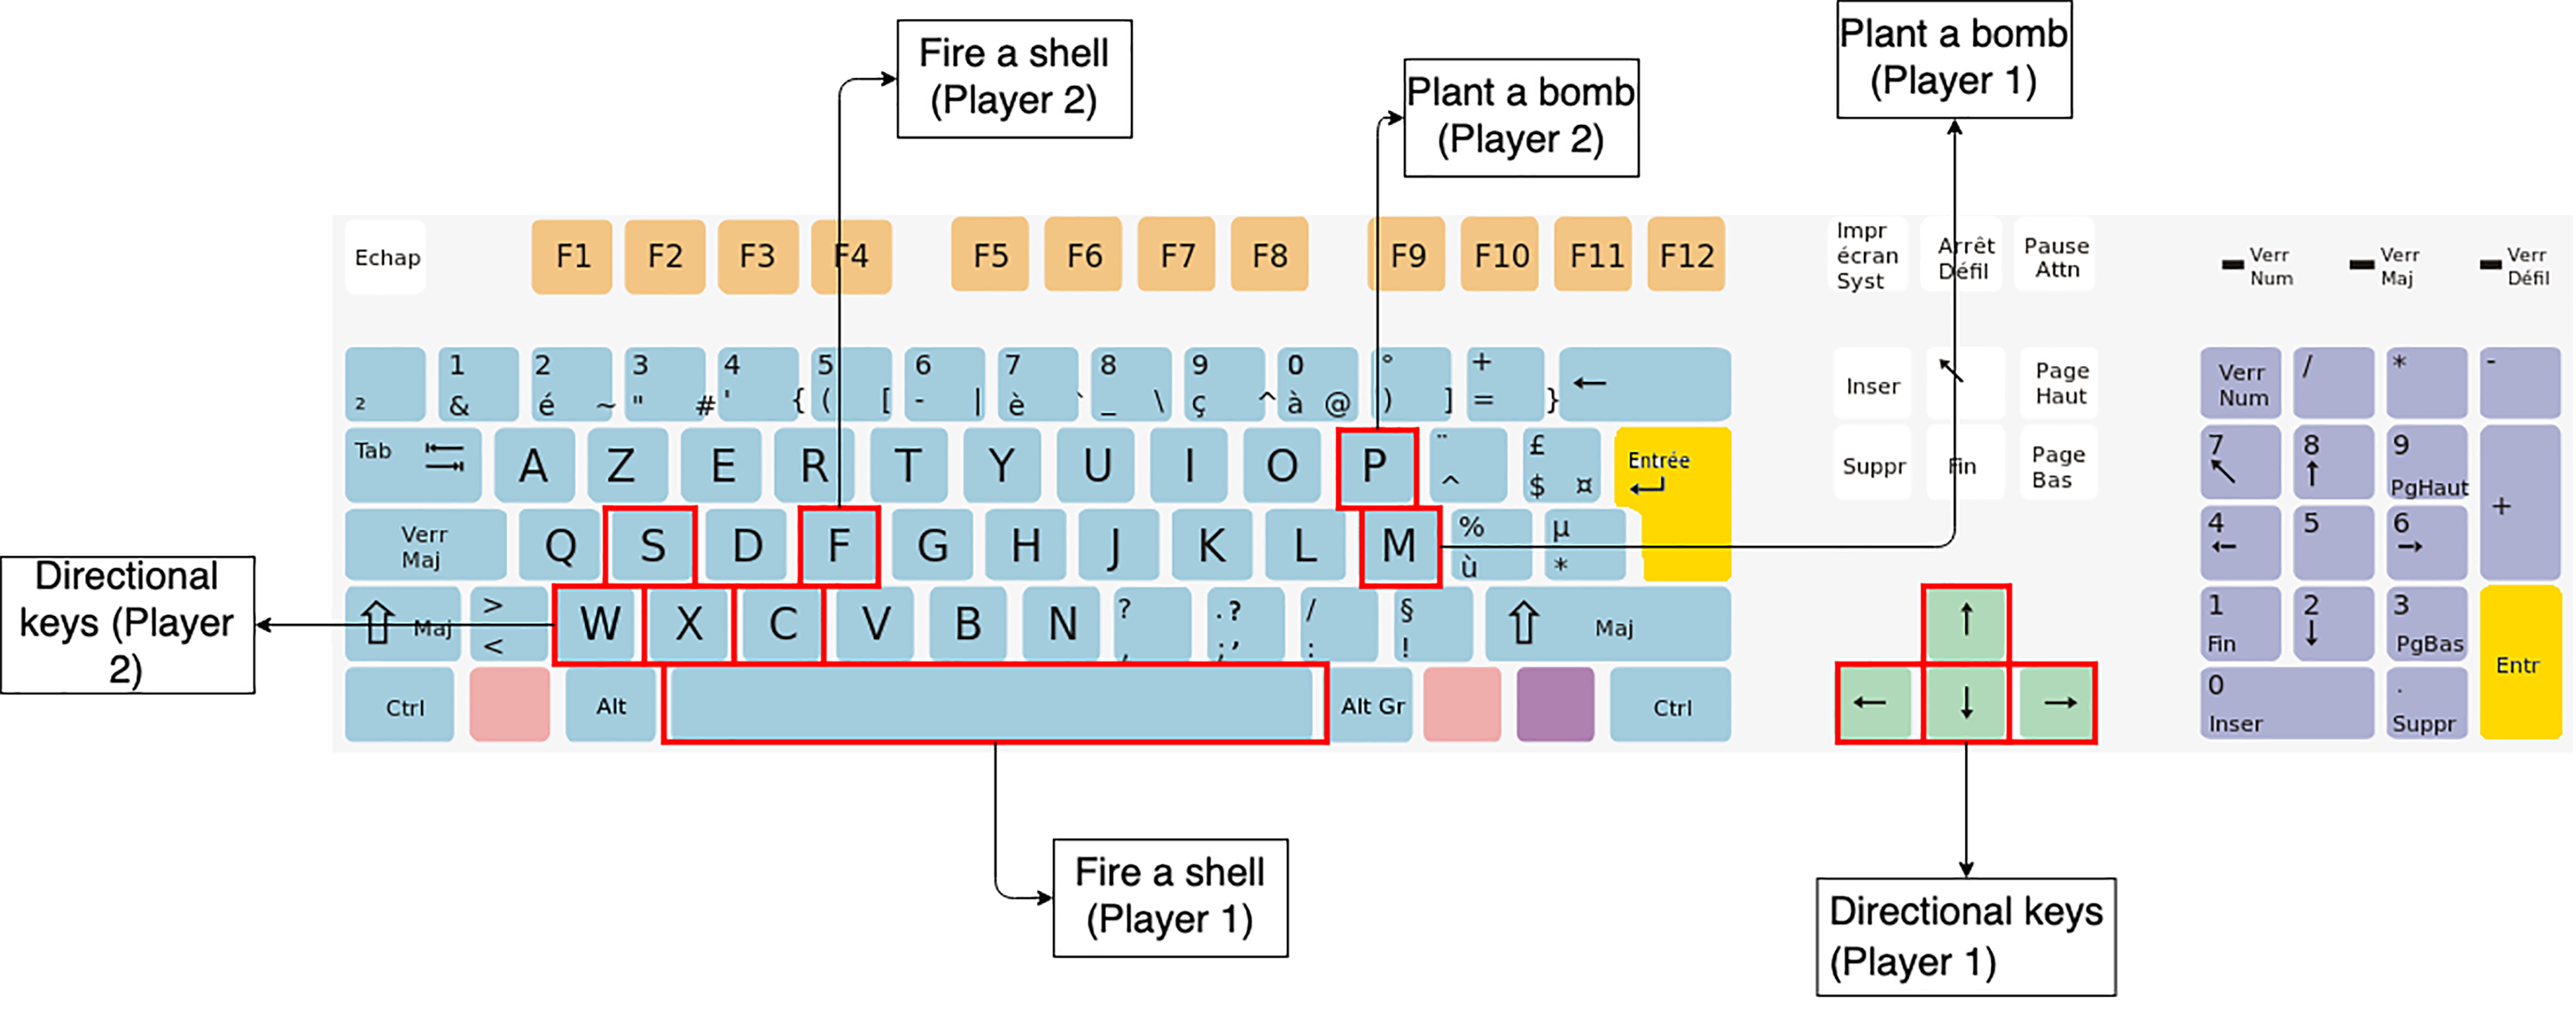 Fire a shell
(Player 2)
Plant a bomb
(Player 2)
Plant a bomb
(Player 1)
Echap F1 F2 F3 F4 F5 F6 F7 F8 F9 F10 F11 F12
Impr
écran
Syst
Arrêt
Défil
Pause
Attn
Verr
Num
Verr
Maj
Verr
Défil
²
1
&
2
é ~
3
" #
4
' {
5
( [
6
- |
7
è `
8
_ \
9
ç ^
0
à @
°
) ]
+
= }
←
Inser
↖
Page
Haut
Verr
Num
/
*
-
Tab A Z E R T Y U I O P
¨
^
£
$ ¤
Entrée
↵
Suppr
Fin
Page
Bas
7
↖
8
↑
9
PgHaut
+
Verr
Maj
Q S D F G H J K L M
%
ù
µ
*
4
←
5
6
→
Directional
keys (Player
2)
⇧ Maj
>
<
W X C V B N
?
,
.?
;,
/
:
§
!
⇧ Maj
↑
1
Fin
2
↓
3
PgBas
Entr
Ctrl Alt Alt Gr Ctrl
← ↓ →
0
Inser
.
Suppr
Fire a shell
(Player 1)
Directional keys
(Player 1)